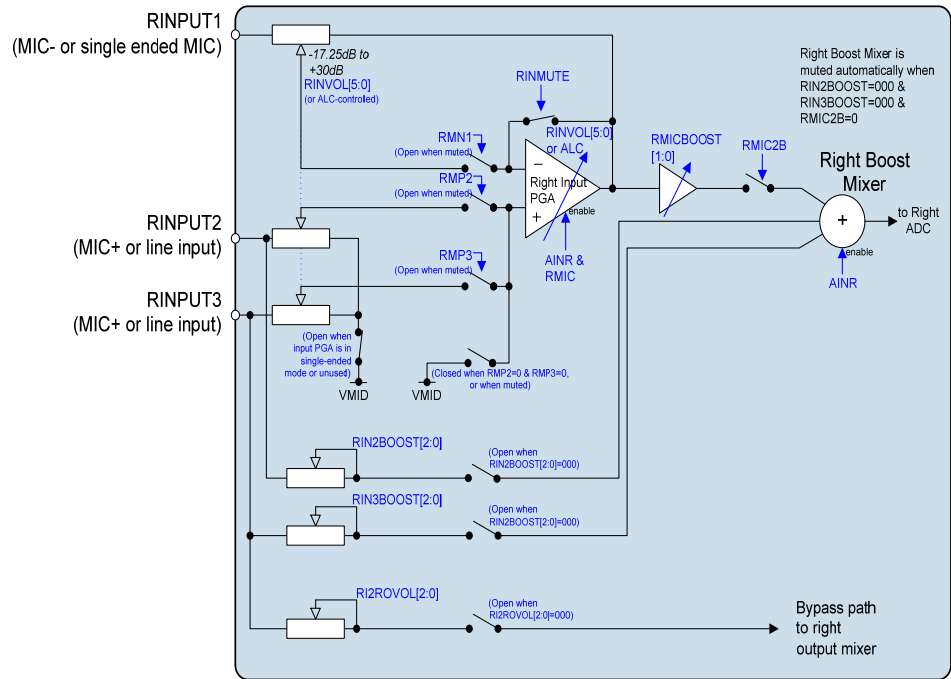 RINPUT1
(MIC- or single ended MIC)
-17.25dB to
+30dB
RINVOL[5:0]
(or ALC-controlled)
RINMUTE
RINVOL[5:0]
or ALC
RMN1
(Open when muted)
RMP2
(Open when muted)
−
Right Input
PGA
+
enable
AINR &
RMIC
RMICBOOST
[1:0]
RMIC2B
Right Boost Mixer is
muted automatically when
RIN2BOOST=000 &
RIN3BOOST=000 &
RMIC2B=0
Right Boost
Mixer
+
enable
to Right
ADC
AINR
RINPUT2
(MIC+ or line input)
RMP3
(Open when muted)
RINPUT3
(MIC+ or line input)
(Open when
input PGA is in
single-ended
mode or unused)
VMID
(Closed when RMP2=0 & RMP3=0,
or when muted)
VMID
RIN2BOOST[2:0]
(Open when
RIN2BOOST[2:0]=000)
RIN3BOOST[2:0]
(Open when
RIN2BOOST[2:0]=000)
RI2ROVOL[2:0]
(Open when
RI2ROVOL[2:0]=000)
Bypass path
to right
output mixer